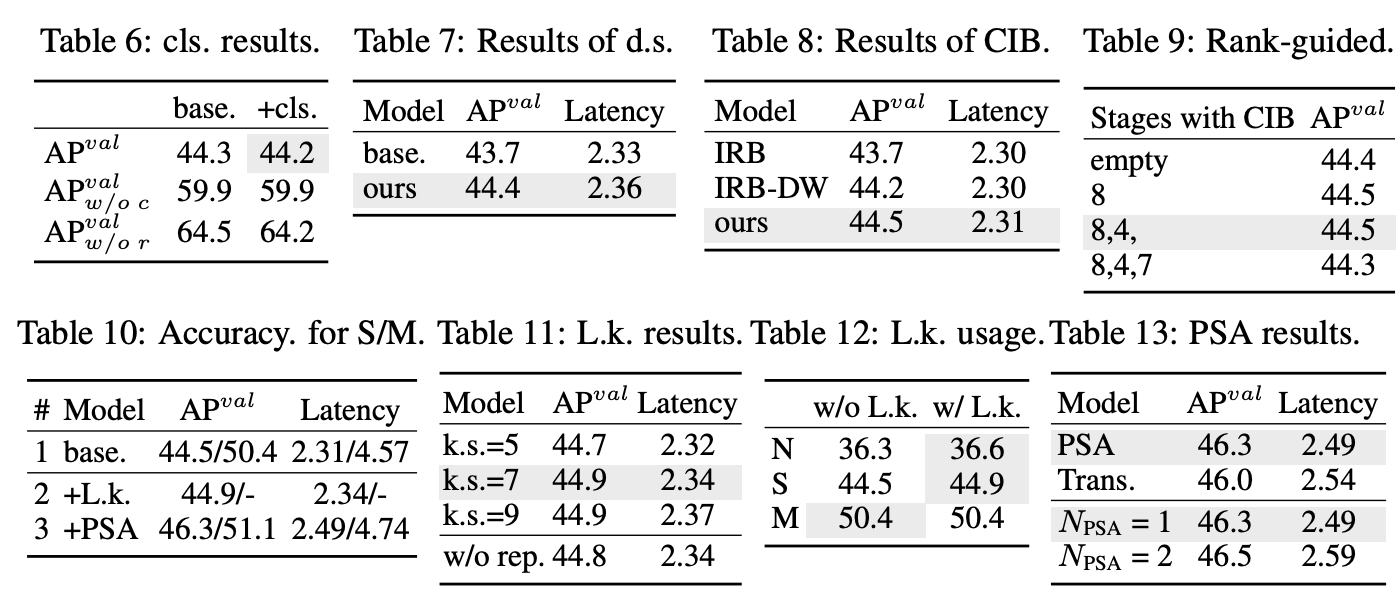 Table 6: cls. results.
base. +cls.
AP^val 44.3 44.2
AP^val_w/o c 59.9 59.9
AP^val_w/o r 64.5 64.2
Table 7: Results of d.s.
Model AP^val Latency
base. 43.7 2.33
ours 44.4 2.36
Table 8: Results of CIB.
Model AP^val Latency
IRB 43.7 2.30
IRB-DW 44.2 2.30
ours 44.5 2.31
Table 9: Rank-guided.
Stages with CIB AP^val
empty 44.4
8 44.5
8,4, 44.5
8,4,7 44.3
Table 10: Accuracy. for S/M.
# Model AP^val Latency
1 base. 44.5/50.4 2.31/4.57
2 +L.k. 44.9/- 2.34/-
3 +PSA 46.3/51.1 2.49/4.74
Table 11: L.k. results.
Model AP^val Latency
k.s.=5 44.7 2.32
k.s.=7 44.9 2.34
k.s.=9 44.9 2.37
w/o rep. 44.8 2.34
Table 12: L.k. usage.
w/o L.k. w/ L.k.
N 36.3 36.6
S 44.5 44.9
M 50.4 50.4
Table 13: PSA results.
Model AP^val Latency
PSA 46.3 2.49
Trans. 46.0 2.54
N_PSA = 1 46.3 2.49
N_PSA = 2 46.5 2.59